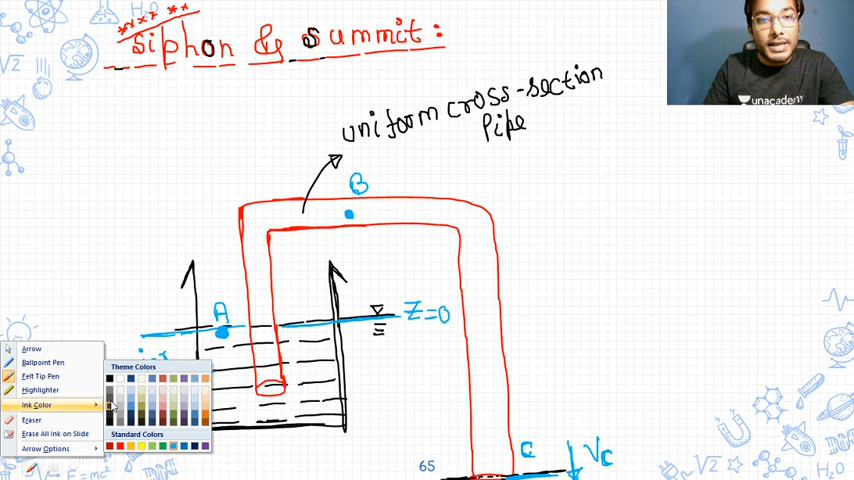 Siphon & Summit:
unacademy
uniform cross-section
Pipe
B
A
Z=0
Arrow
Ballpoint Pen
Felt Tip Pen
Highlighter
Ink Color
Eraser
Erase All Ink on Slide
Arrow Options
Theme Colors
Standard Colors
C
Vc
65